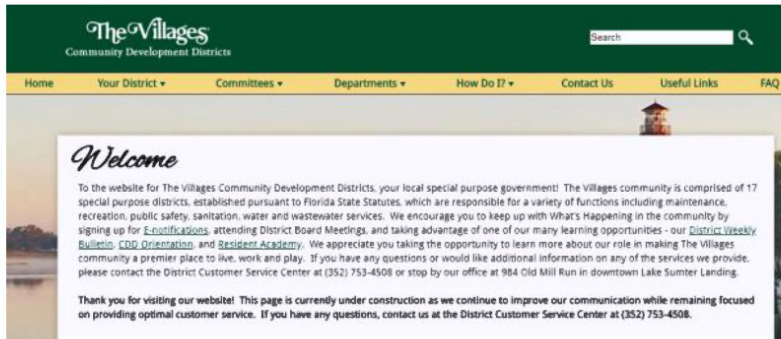 The Villages
Community Development Districts
Search
Home Your District ▾ Committees ▾ Departments ▾ How Do I? ▾ Contact Us Useful Links FAQ
Welcome
To the website for The Villages Community Development Districts, your local special purpose government! The Villages community is comprised of 17
special purpose districts, established pursuant to Florida State Statutes, which are responsible for a variety of functions including maintenance,
recreation, public safety, sanitation, water and wastewater services. We encourage you to keep up with What's Happening in the community by
signing up for E-notifications, attending District Board Meetings, and taking advantage of one of our many learning opportunities - our District Weekly
Bulletin, CDD Orientation, and Resident Academy. We appreciate you taking the opportunity to learn more about our role in making The Villages
community a premier place to live, work and play. If you have any questions or would like additional information on any of the services we provide,
please contact the District Customer Service Center at (352) 753-4508 or stop by our office at 984 Old Mill Run in downtown Lake Sumter Landing.
Thank you for visiting our website! This page is currently under construction as we continue to improve our communication while remaining focused
on providing optimal customer service. If you have any questions, contact us at the District Customer Service Center at (352) 753-4508.